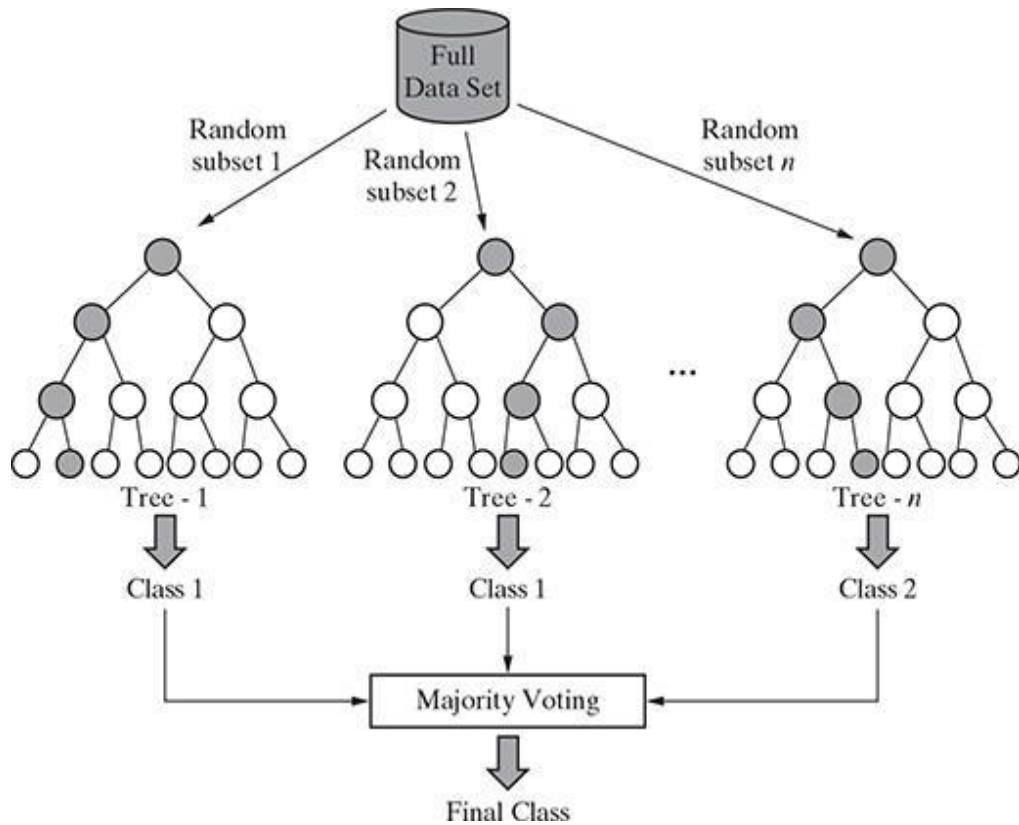 Full
Data Set
Random
subset 1
Random
subset 2
Random
subset n
...
Tree - 1
Tree - 2
Tree - n
Class 1
Class 1
Class 2
Majority Voting
Final Class